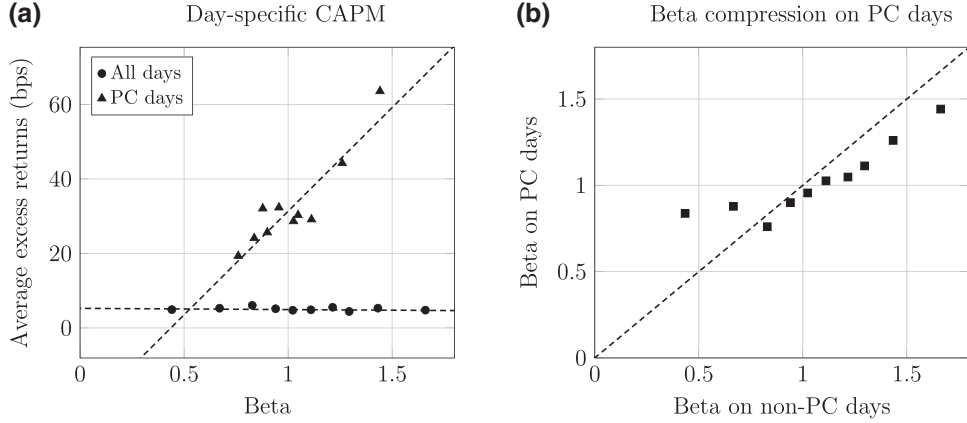 (a)
Day-specific CAPM
All days
PC days
Average excess returns (bps)
60
40
20
0
0 0.5 1 1.5
Beta
(b)
Beta compression on PC days
Beta on PC days
1.5
1
0.5
0
0 0.5 1 1.5
Beta on non-PC days